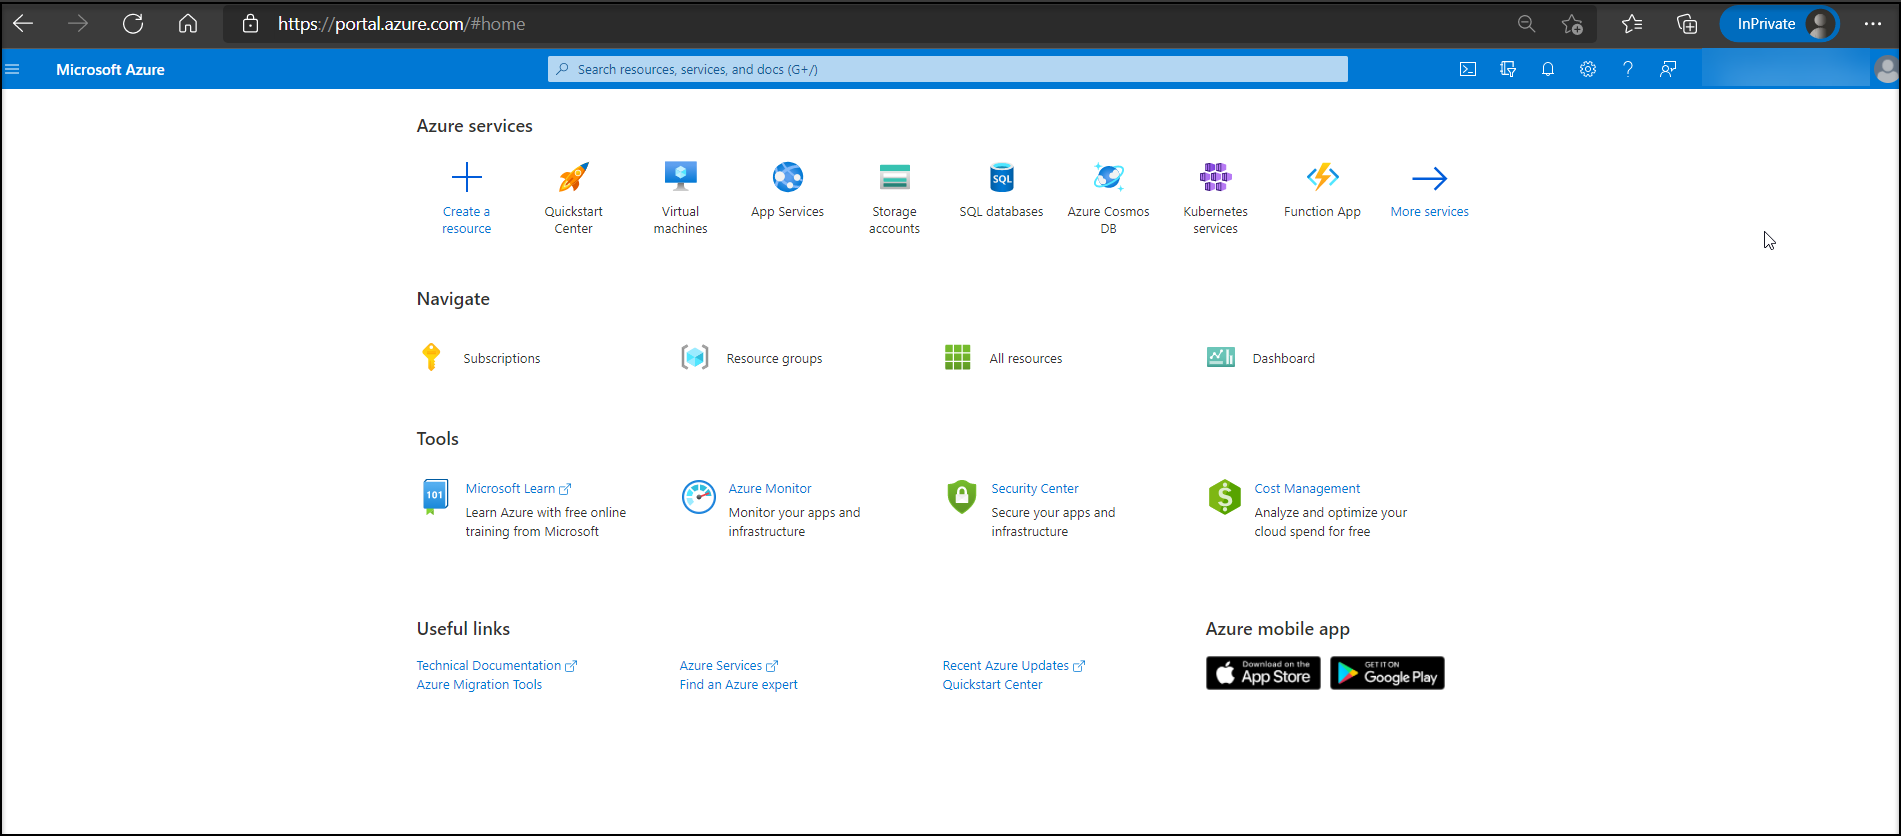 https://portal.azure.com/#home
InPrivate
Microsoft Azure
Search resources, services, and docs (G+/)
Azure services
Create a
resource
Quickstart
Center
Virtual
machines
App Services
Storage
accounts
SQL
SQL databases
Azure Cosmos
DB
Kubernetes
services
Function App
More services
Navigate
Subscriptions
Resource groups
All resources
Dashboard
Tools
101
Microsoft Learn
Learn Azure with free online
training from Microsoft
Azure Monitor
Monitor your apps and
infrastructure
Security Center
Secure your apps and
infrastructure
Cost Management
Analyze and optimize your
cloud spend for free
Useful links
Technical Documentation
Azure Migration Tools
Azure Services
Find an Azure expert
Recent Azure Updates
Quickstart Center
Azure mobile app
Download on the
App Store
GET IT ON
Google Play